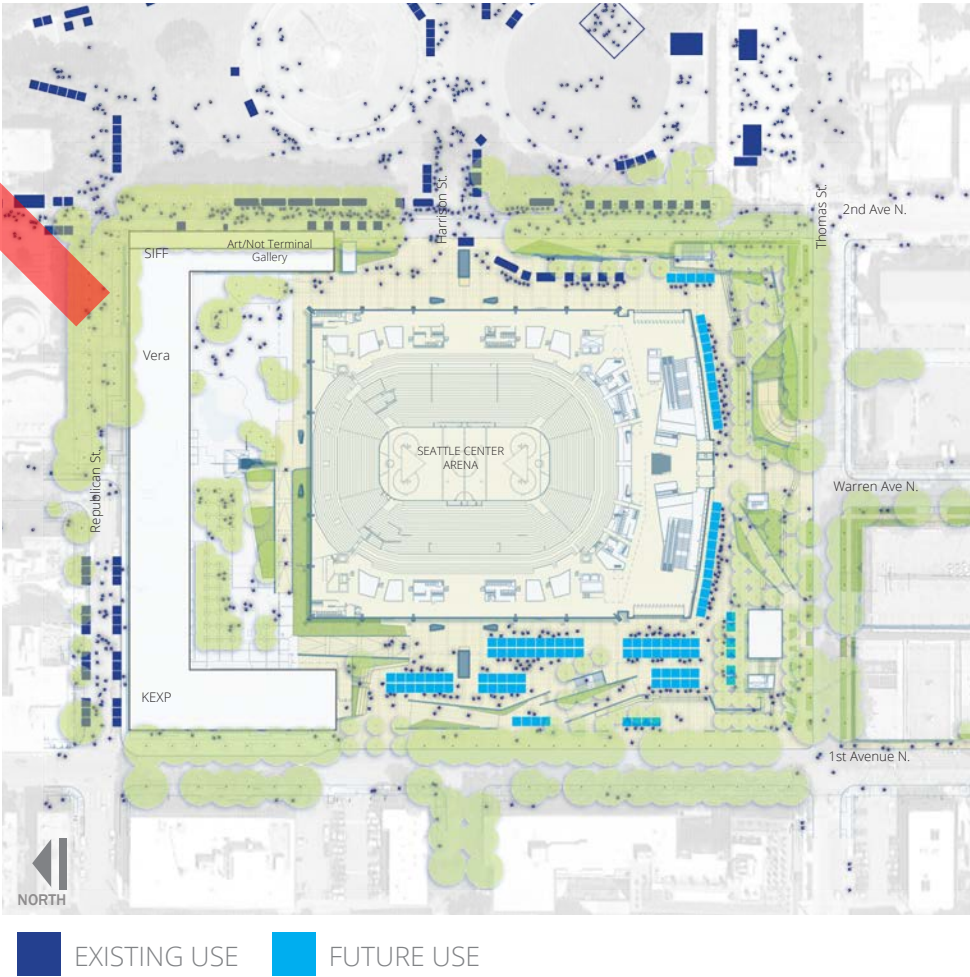 Harrison St.
Thomas St.
2nd Ave N.
SIFF
Art/Not Terminal
Gallery
Vera
SEATTLE CENTER
ARENA
Republican St.
Warren Ave N.
KEXP
1st Avenue N.
NORTH
EXISTING USE
FUTURE USE